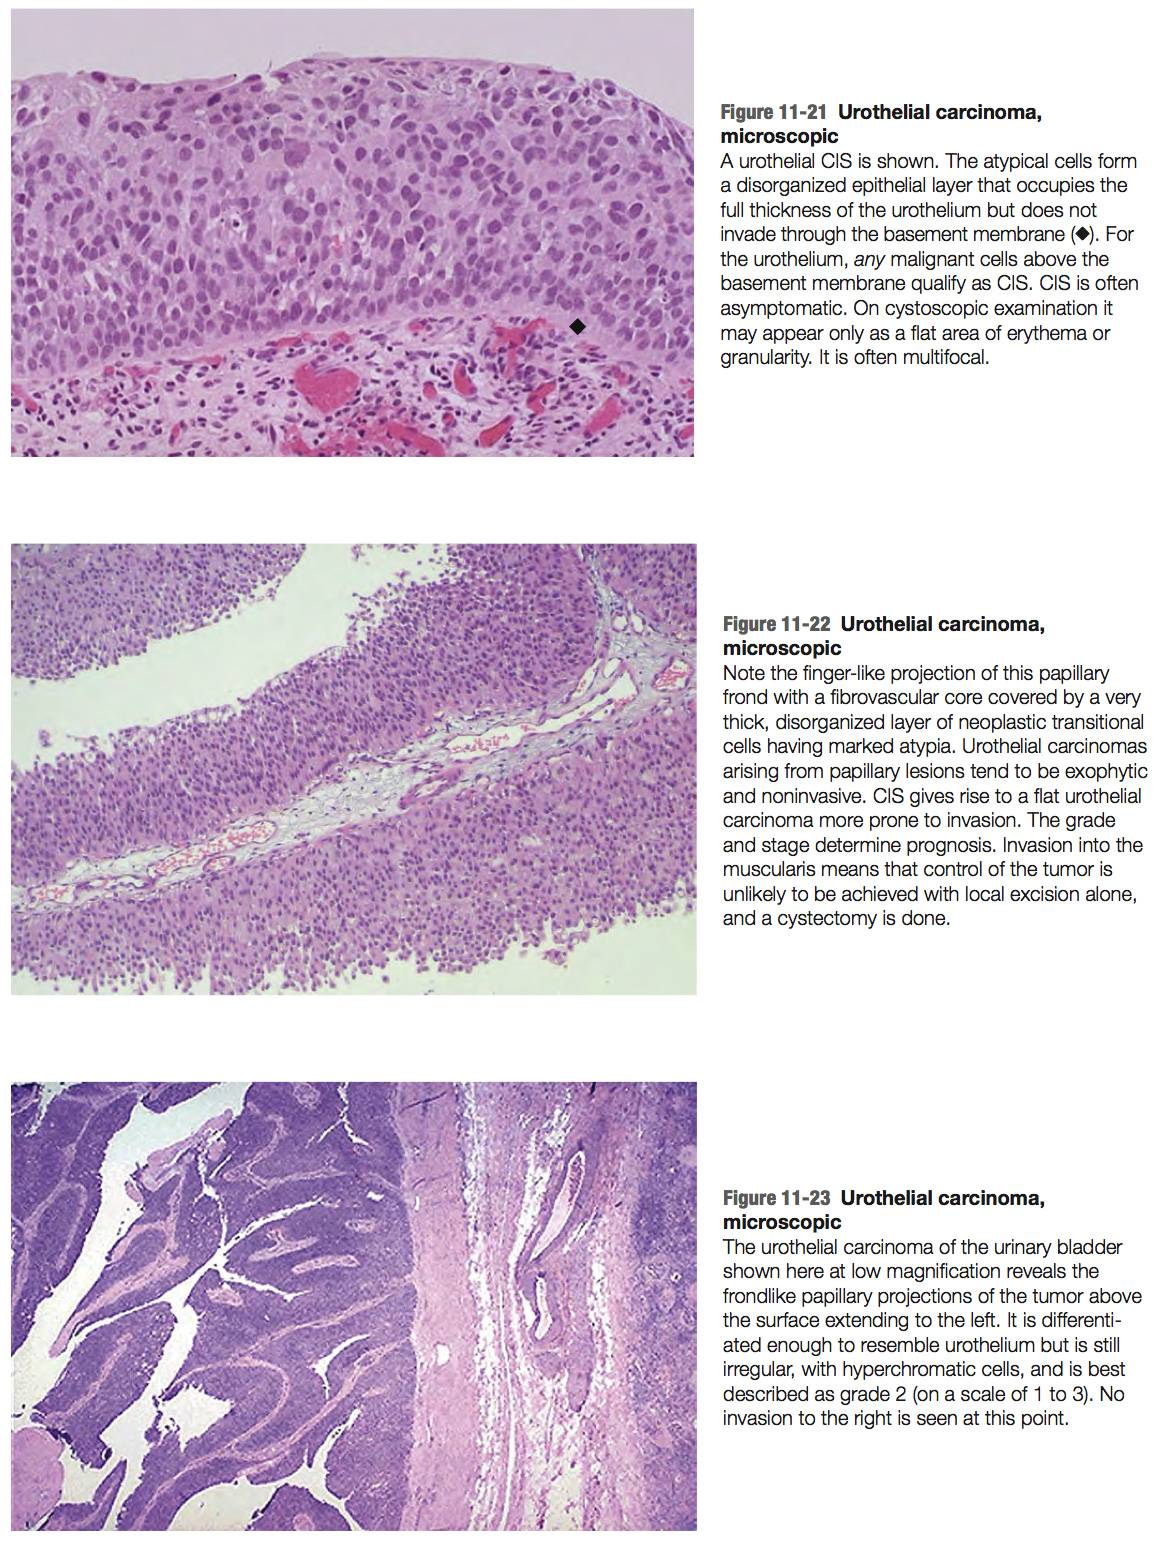 Figure 11-21 Urothelial carcinoma,
microscopic
A urothelial CIS is shown. The atypical cells form
a disorganized epithelial layer that occupies the
full thickness of the urothelium but does not
invade through the basement membrane (◆). For
the urothelium, any malignant cells above the
basement membrane qualify as CIS. CIS is often
asymptomatic. On cystoscopic examination it
may appear only as a flat area of erythema or
granularity. It is often multifocal.
Figure 11-22 Urothelial carcinoma,
microscopic
Note the finger-like projection of this papillary
frond with a fibrovascular core covered by a very
thick, disorganized layer of neoplastic transitional
cells having marked atypia. Urothelial carcinomas
arising from papillary lesions tend to be exophytic
and noninvasive. CIS gives rise to a flat urothelial
carcinoma more prone to invasion. The grade
and stage determine prognosis. Invasion into the
muscularis means that control of the tumor is
unlikely to be achieved with local excision alone,
and a cystectomy is done.
Figure 11-23 Urothelial carcinoma,
microscopic
The urothelial carcinoma of the urinary bladder
shown here at low magnification reveals the
frondlike papillary projections of the tumor above
the surface extending to the left. It is differenti-
ated enough to resemble urothelium but is still
irregular, with hyperchromatic cells, and is best
described as grade 2 (on a scale of 1 to 3). No
invasion to the right is seen at this point.